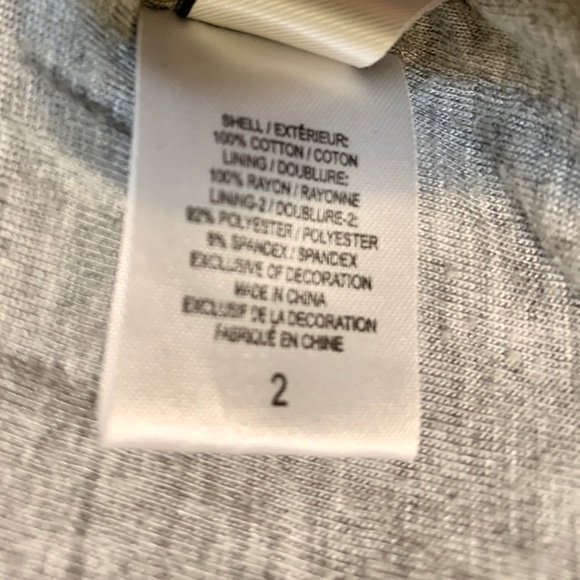 SHELL / EXTÉRIEUR:
100% COTTON / COTON
LINING / DOUBLURE:
100% RAYON / RAYONNE
LINING-2 / DOUBLURE-2:
POLYESTER / POLYESTER
SPANDEX / SPANDEX
EXCLUSIVE OF DECORATION
MADE IN CHINA
EXCLUSIF DE LA DECORATION
FABRIQUÉ EN CHINE
2